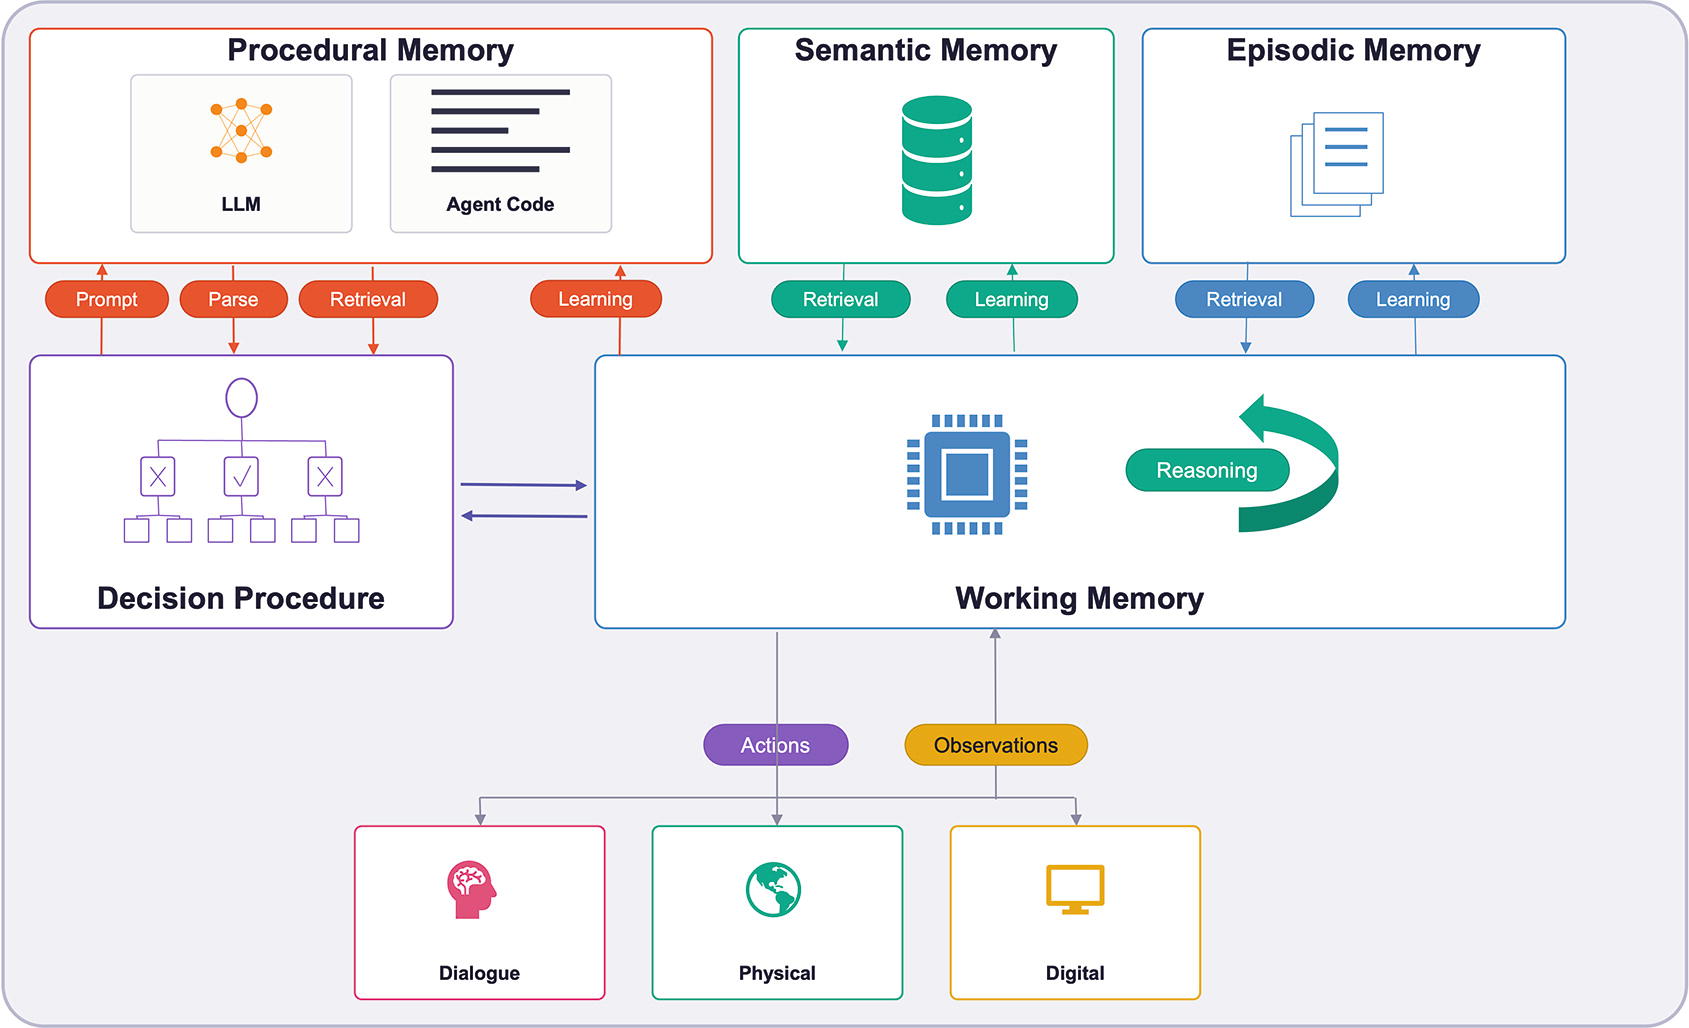 Procedural Memory
Semantic Memory
Episodic Memory
LLM
Agent Code
Prompt
Parse
Retrieval
Learning
Retrieval
Learning
Retrieval
Learning
Reasoning
Decision Procedure
Working Memory
Actions
Observations
Dialogue
Physical
Digital